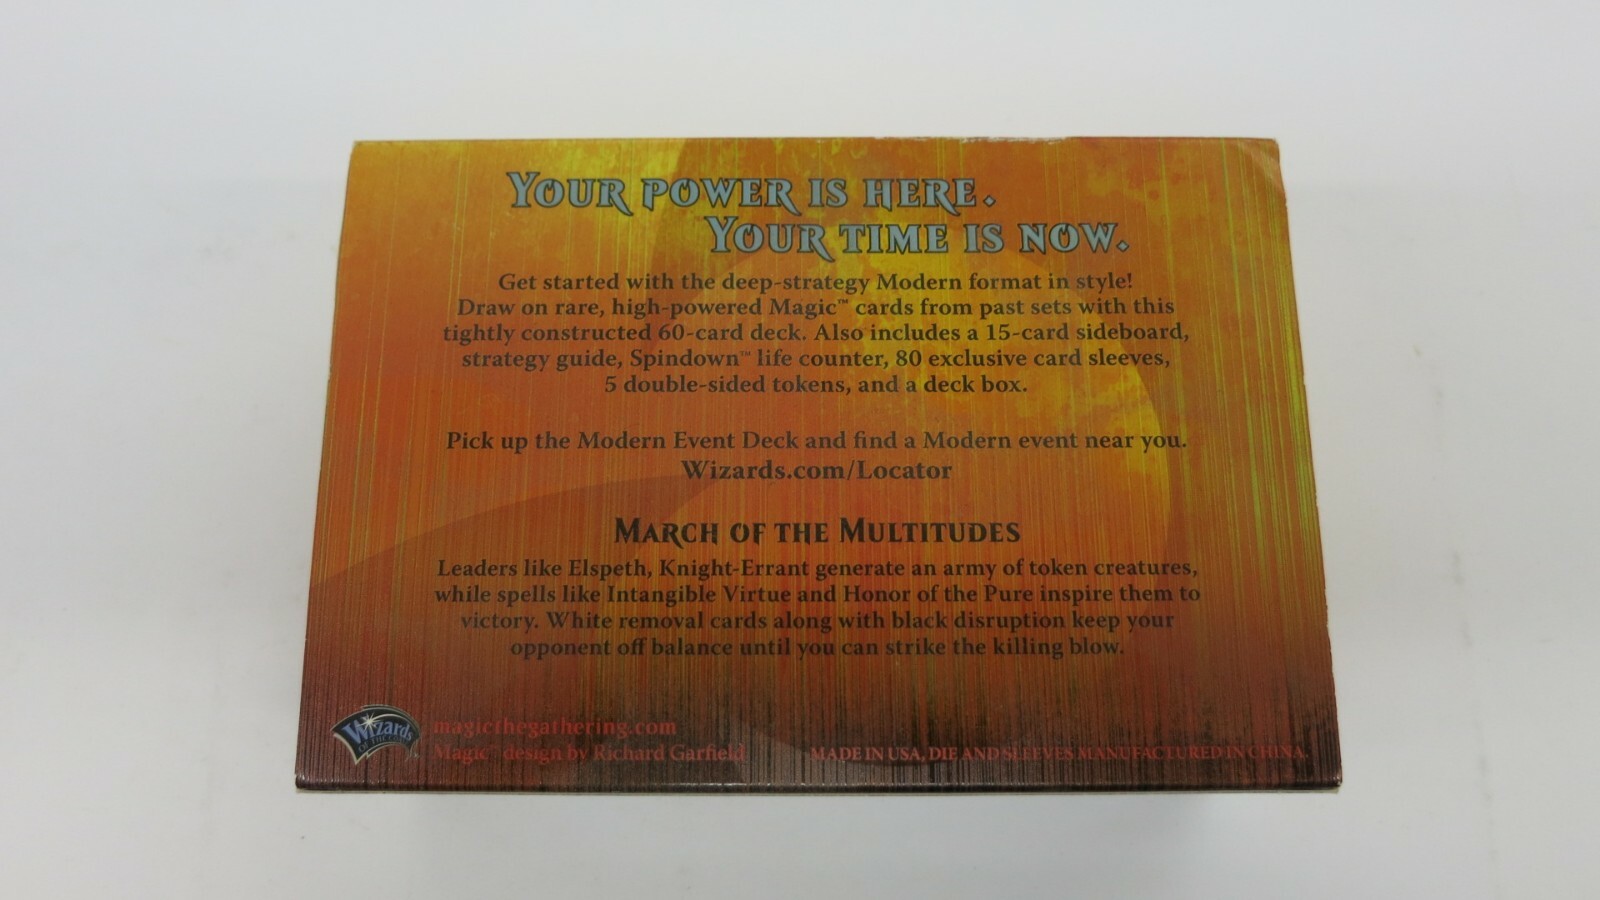 YOUR POWER IS HERE.
YOUR TIME IS NOW.
Get started with the deep-strategy Modern format in style!
Draw on rare, high-powered Magic™ cards from past sets with this
tightly constructed 60-card deck. Also includes a 15-card sideboard,
strategy guide, Spindown™ life counter, 80 exclusive card sleeves,
5 double-sided tokens, and a deck box.
Pick up the Modern Event Deck and find a Modern event near you.
Wizards.com/Locator
MARCH OF THE MULTITUDES
Leaders like Elspeth, Knight-Errant generate an army of token creatures,
while spells like Intangible Virtue and Honor of the Pure inspire them to
victory. White removal cards along with black disruption keep your
opponent off balance until you can strike the killing blow.
Wizards
OF THE COAST
magicthegathering.com
Magic™ design by Richard Garfield
MADE IN USA, DIE AND SLEEVES MANUFACTURED IN CHINA.